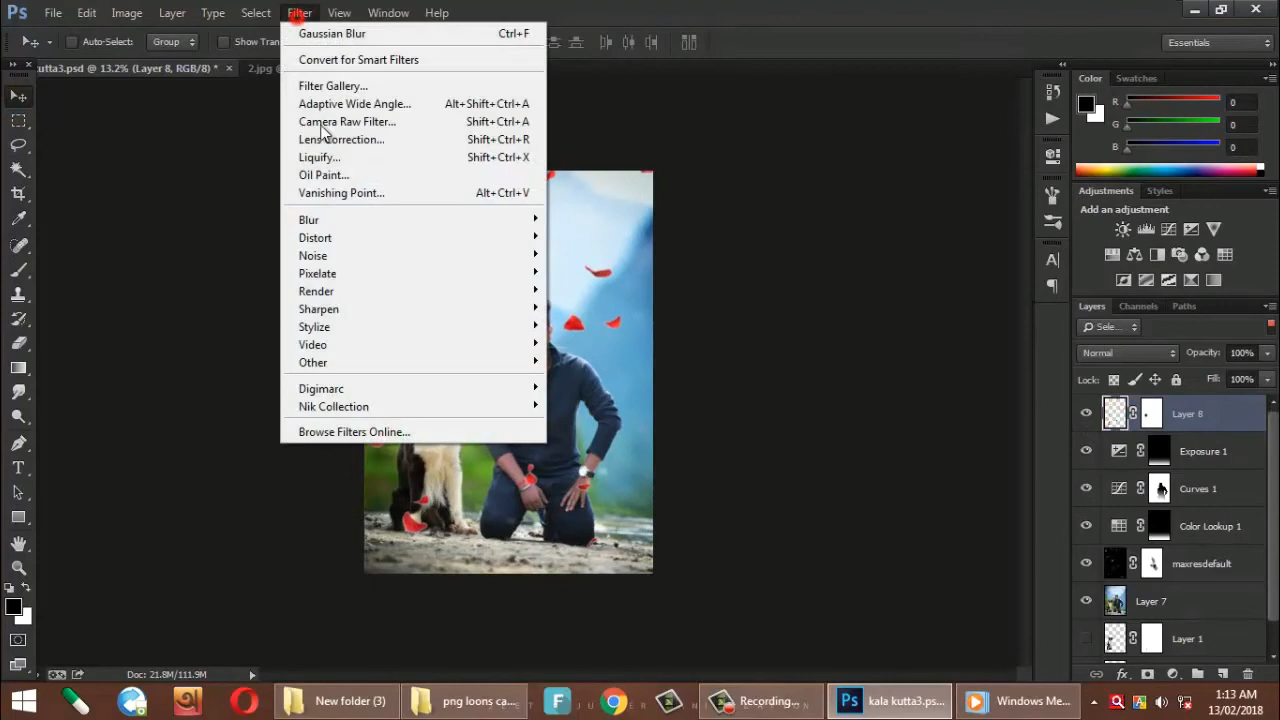 Ps File Edit Image Layer Type Select Filter View Window Help
Auto-Select: Group Show Tran Essentials
kutta3.psd @ 13.2% (Layer 8, RGB/8) * × 2.jpg @
Gaussian Blur Ctrl+F
Convert for Smart Filters
Filter Gallery...
Adaptive Wide Angle... Alt+Shift+Ctrl+A
Camera Raw Filter... Shift+Ctrl+A
Lens Correction... Shift+Ctrl+R
Liquify... Shift+Ctrl+X
Oil Paint...
Vanishing Point... Alt+Ctrl+V
Blur
Distort
Noise
Pixelate
Render
Sharpen
Stylize
Video
Other
Digimarc
Nik Collection
Browse Filters Online...
Color Swatches
R 0
G 0
B 0
Adjustments Styles
Add an adjustment
Layers Channels Paths
Sele...
Normal Opacity: 100%
Lock: Fill: 100%
Layer 8
Exposure 1
Curves 1
Color Lookup 1
maxresdefault
Layer 7
Layer 1
Doc: 21.8M/111.9M
New folder (3) png loons ca... Recording... Ps kala kutta3.ps... Windows Me...
1:13 AM
13/02/2018